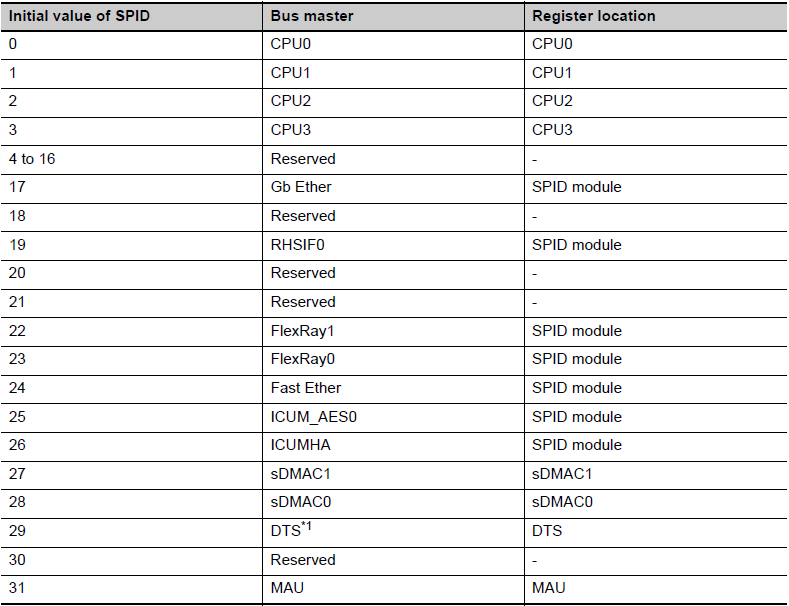 Initial value of SPID Bus master Register location
0 CPU0 CPU0
1 CPU1 CPU1
2 CPU2 CPU2
3 CPU3 CPU3
4 to 16 Reserved -
17 Gb Ether SPID module
18 Reserved -
19 RHSIF0 SPID module
20 Reserved -
21 Reserved -
22 FlexRay1 SPID module
23 FlexRay0 SPID module
24 Fast Ether SPID module
25 ICUM_AES0 SPID module
26 ICUMHA SPID module
27 sDMAC1 sDMAC1
28 sDMAC0 sDMAC0
29 DTS*1 DTS
30 Reserved -
31 MAU MAU